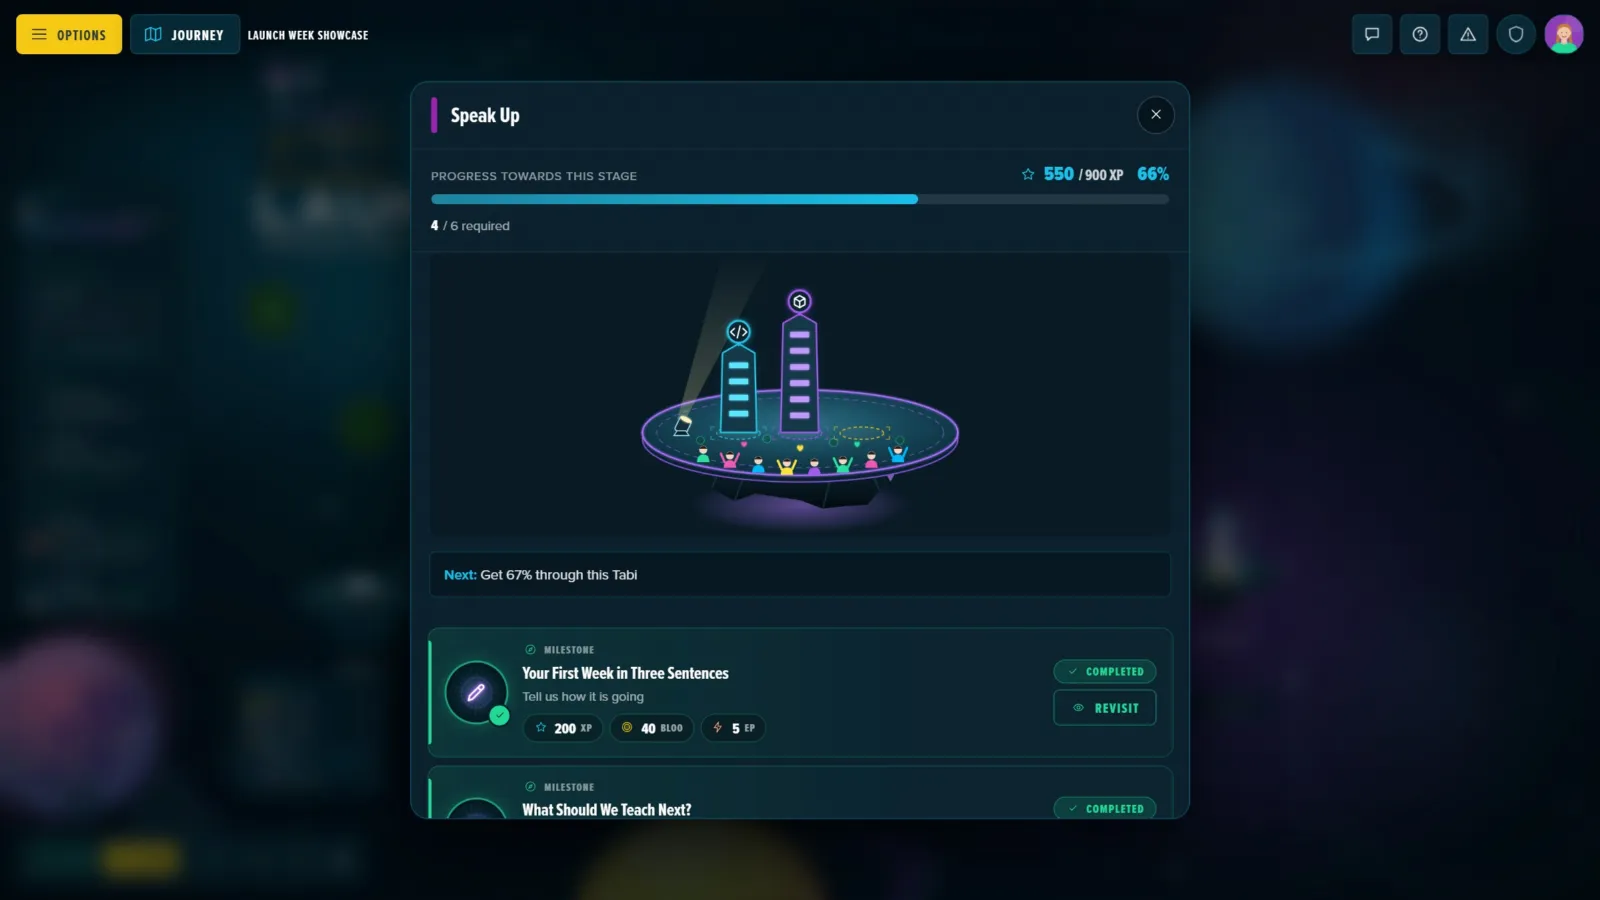 OPTIONS
JOURNEY
LAUNCH WEEK SHOWCASE
Speak Up
PROGRESS TOWARDS THIS STAGE
550 / 900 XP 66%
4 / 6 required
</>
Next: Get 67% through this Tabi
MILESTONE
Your First Week in Three Sentences
Tell us how it is going
200 XP
40 BLOO
5 EP
COMPLETED
REVISIT
MILESTONE
What Should We Teach Next?
COMPLETED